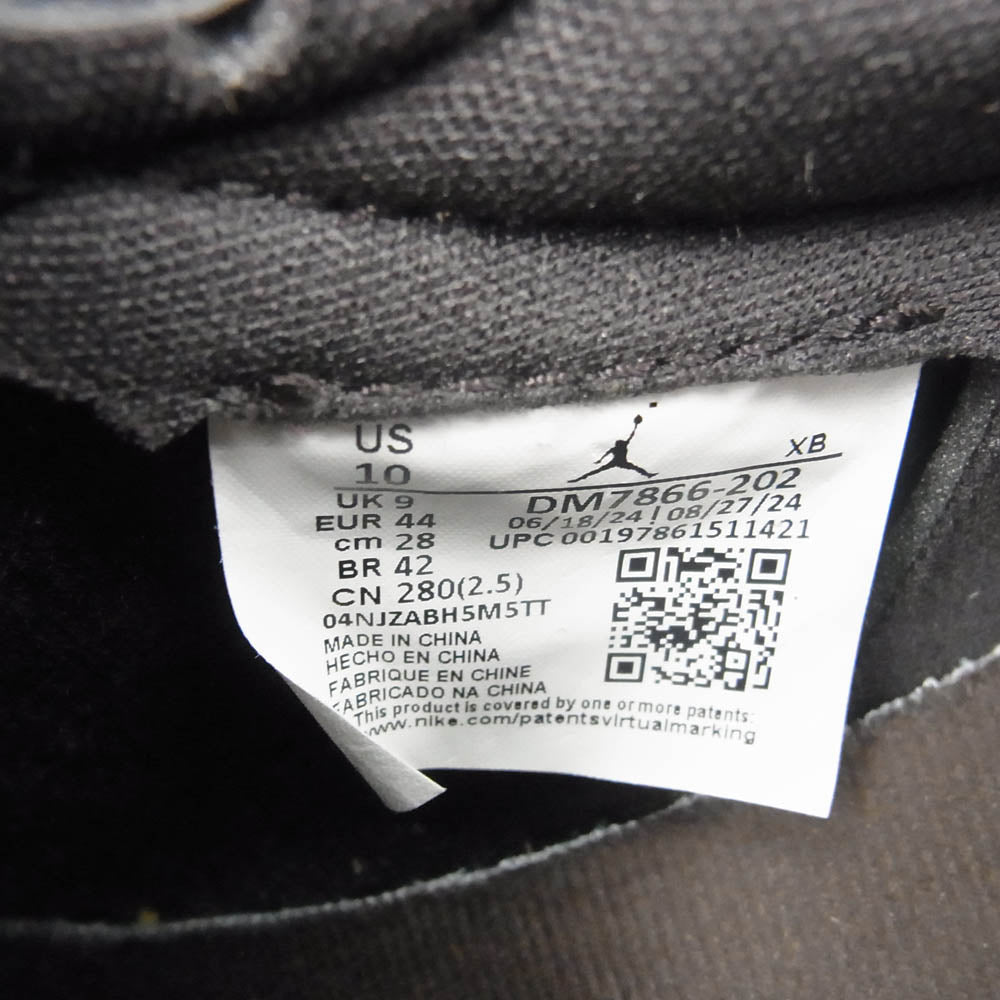 US
10
UK 9
EUR 44
cm 28
BR 42
CN 280(2.5)
04NJZABH5M5TT
XB
DM7866-202
06/18/24 | 08/27/24
UPC 00197861511421
MADE IN CHINA
HECHO EN CHINA
FABRIQUE EN CHINE
FABRICADO NA CHINA
This product is covered by one or more patents:
www.nike.com/patentsvirtualmarking